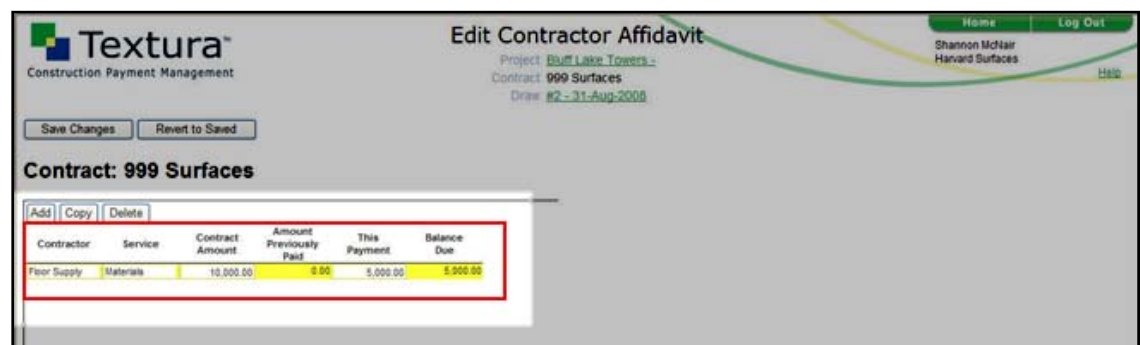 Textura™
Construction Payment Management
Edit Contractor Affidavit
Project Bluff Lake Towers -
Contract 999 Surfaces
Draw #2 - 31-Aug-2008
Home Log Out
Shannon McNair
Harvard Surfaces
Help
Save Changes Revert to Saved
Contract: 999 Surfaces
Add Copy Delete
Contractor Service Contract Amount Amount Previously Paid This Payment Balance Due
Floor Supply Materials 10,000.00 0.00 5,000.00 5,000.00